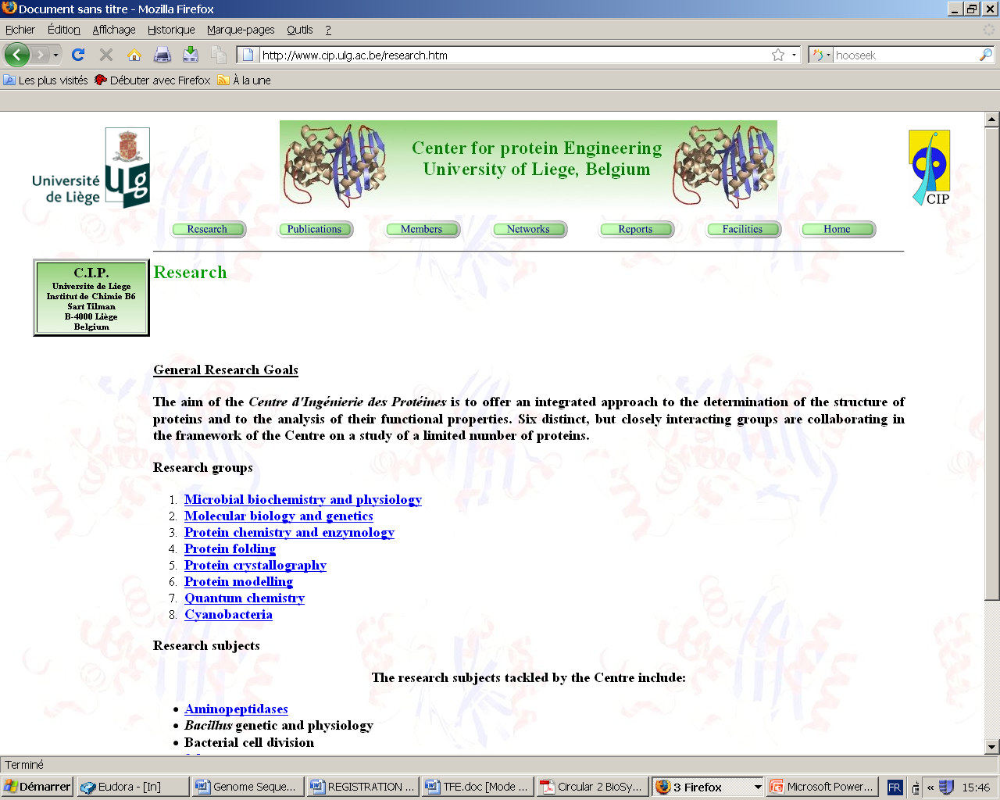 Document sans titre - Mozilla Firefox
Fichier Édition Affichage Historique Marque-pages Outils ?
http://www.cip.ulg.ac.be/research.htm hooseek
Les plus visités Débuter avec Firefox À la une
Université de Liège
ULg
Center for protein Engineering
University of Liege, Belgium
CIP
Research Publications Members Networks Reports Facilities Home
C.I.P.
Universite de Liege
Institut de Chimie B6
Sart Tilman
B-4000 Liège
Belgium
Research
General Research Goals
The aim of the Centre d'Ingénierie des Protéines is to offer an integrated approach to the determination of the structure of
proteins and to the analysis of their functional properties. Six distinct, but closely interacting groups are collaborating in
the framework of the Centre on a study of a limited number of proteins.
Research groups
1. Microbial biochemistry and physiology
2. Molecular biology and genetics
3. Protein chemistry and enzymology
4. Protein folding
5. Protein crystallography
6. Protein modelling
7. Quantum chemistry
8. Cyanobacteria
Research subjects
The research subjects tackled by the Centre include:
• Aminopeptidases
• Bacillus genetic and physiology
• Bacterial cell division
Terminé
Démarrer Eudora - [In] Genome Seque... REGISTRATION ... TFE.doc [Mode ... Circular 2 BioSy... 3 Firefox Microsoft Power... FR « 15:46